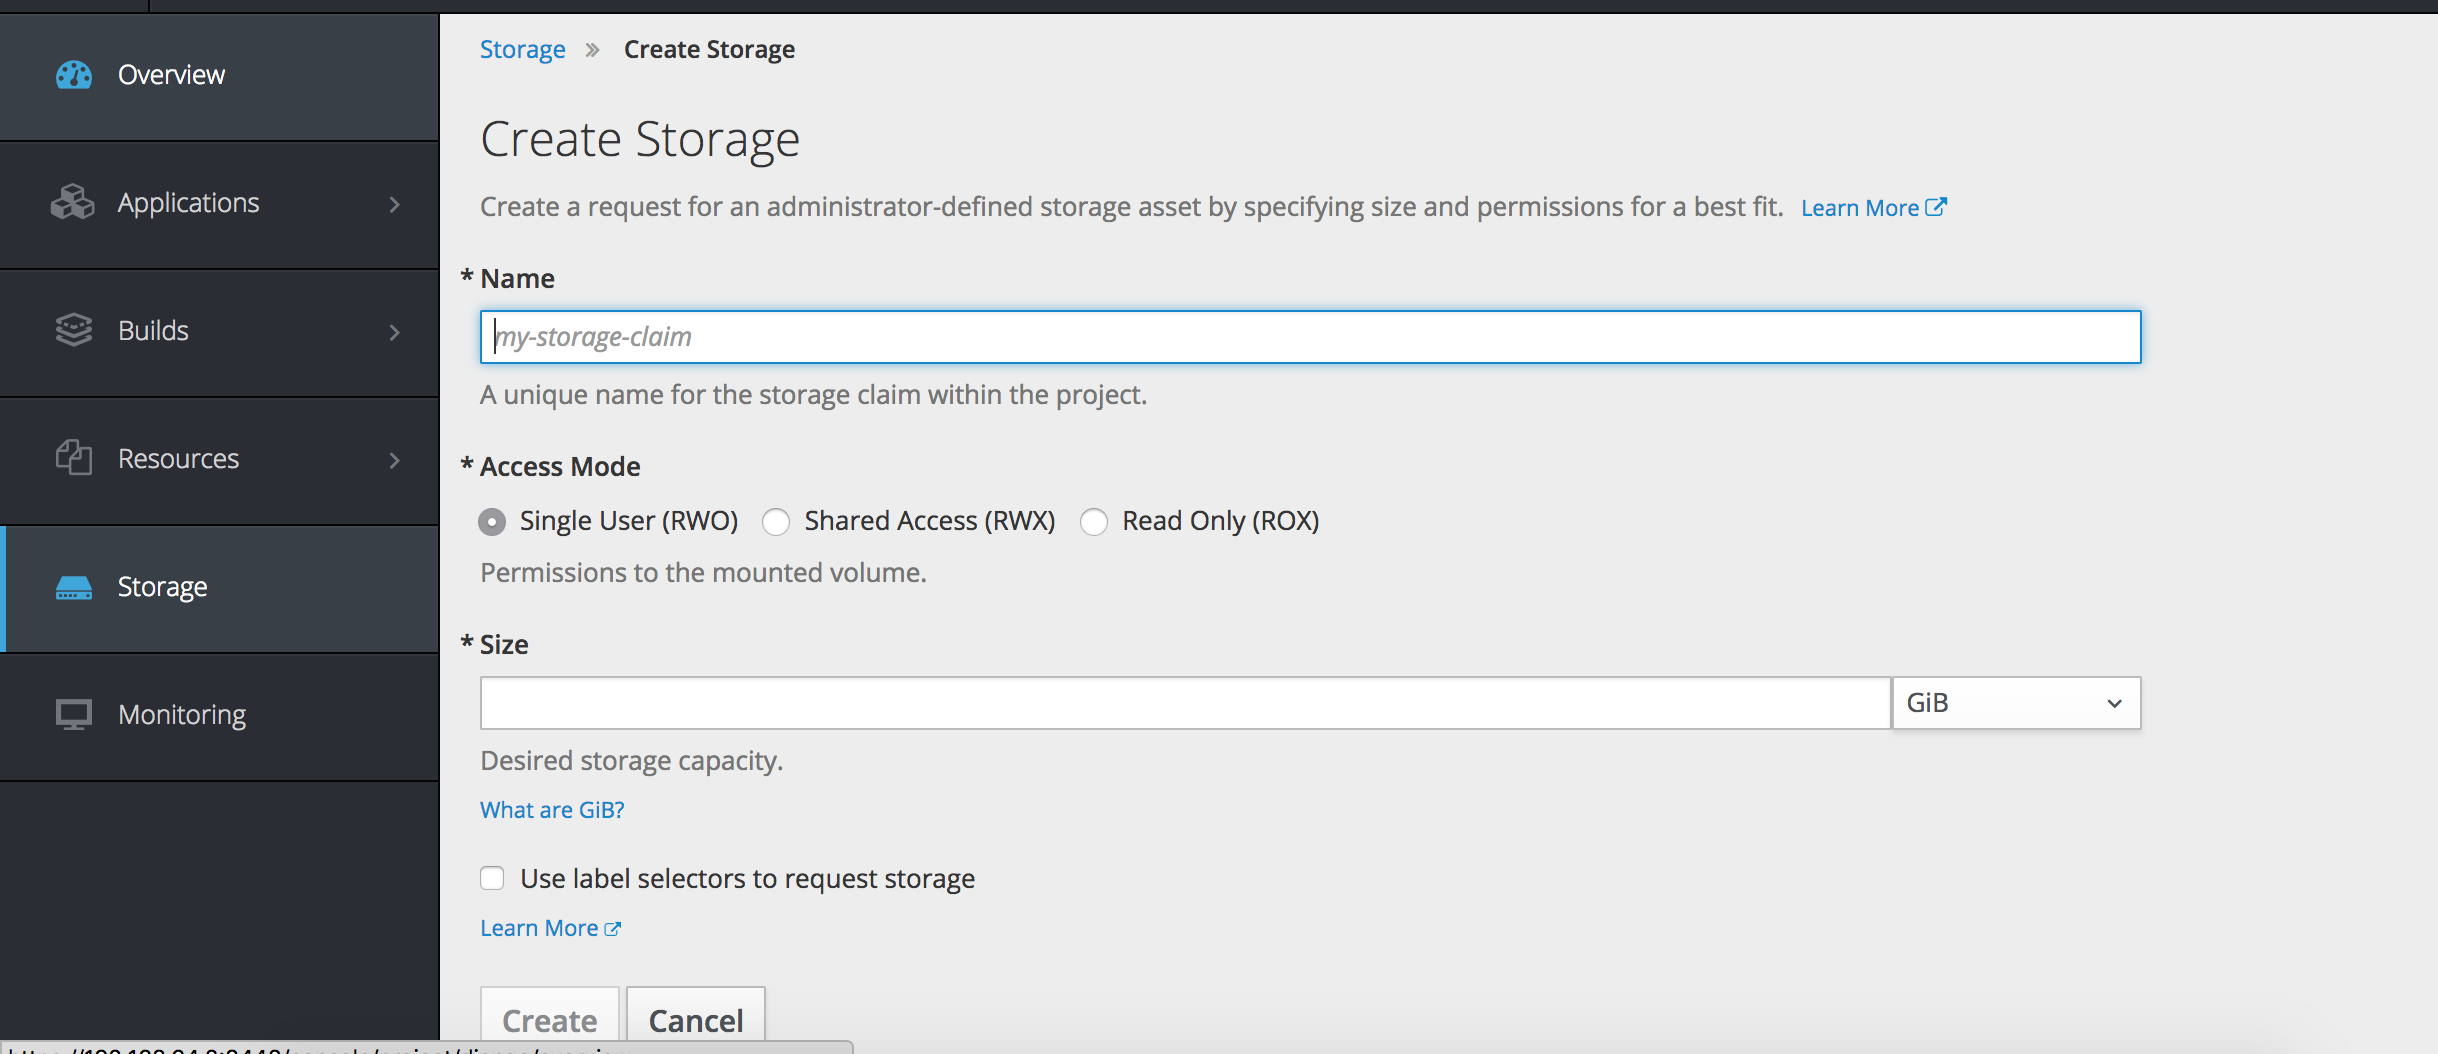 Overview
Applications
Builds
Resources
Storage
Monitoring
Storage » Create Storage
Create Storage
Create a request for an administrator-defined storage asset by specifying size and permissions for a best fit. Learn More
* Name
my-storage-claim
A unique name for the storage claim within the project.
* Access Mode
Single User (RWO) Shared Access (RWX) Read Only (ROX)
Permissions to the mounted volume.
* Size
GiB
Desired storage capacity.
What are GiB?
Use label selectors to request storage
Learn More
Create Cancel